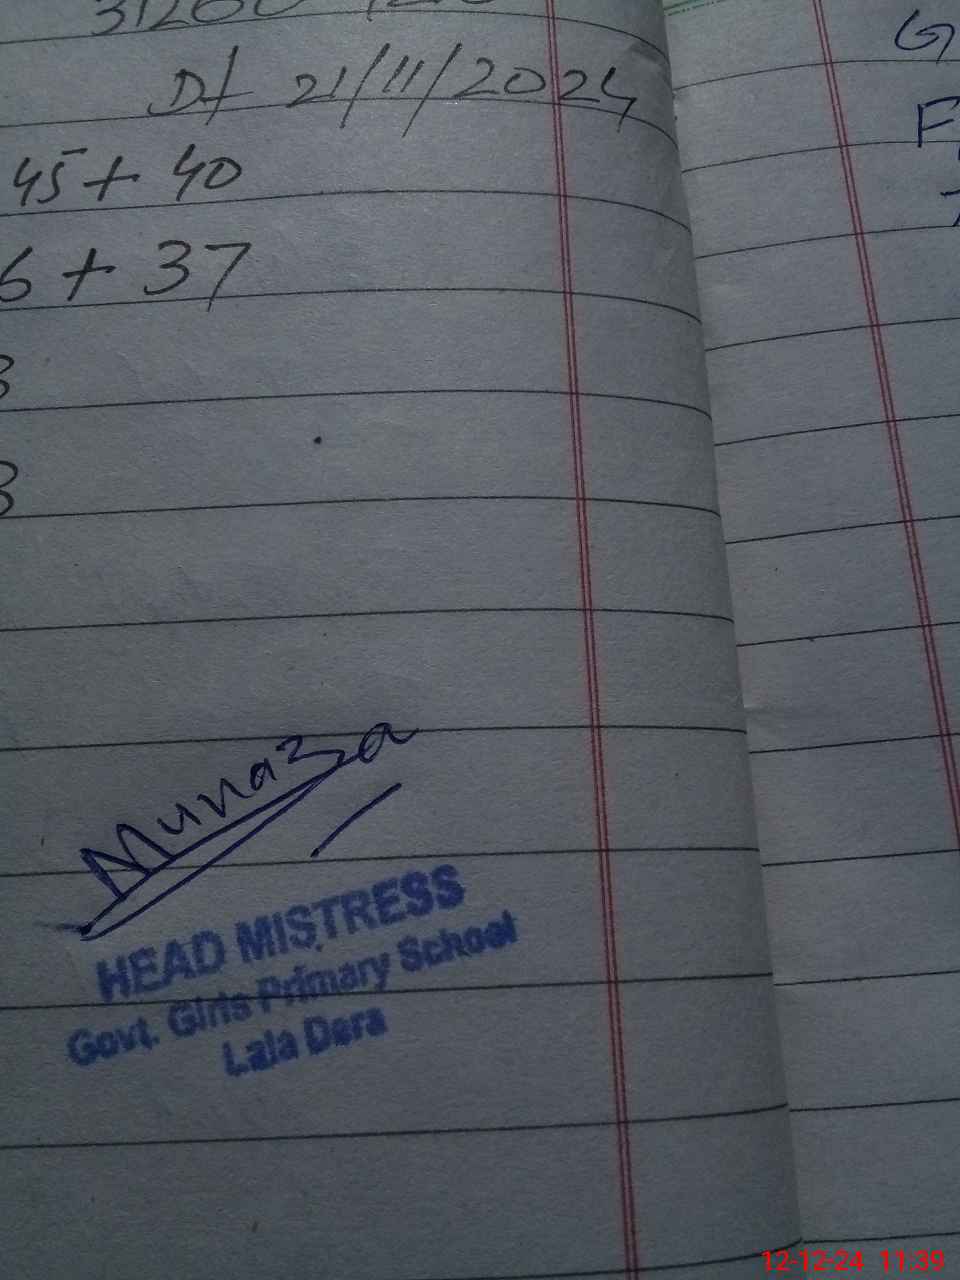 Dt 21/11/2024
45 + 40
6 + 37
3
3
Munaza
HEAD MISTRESS
Govt. Girls Primary School
Lala Dera
G
F
12-12-24 11:39